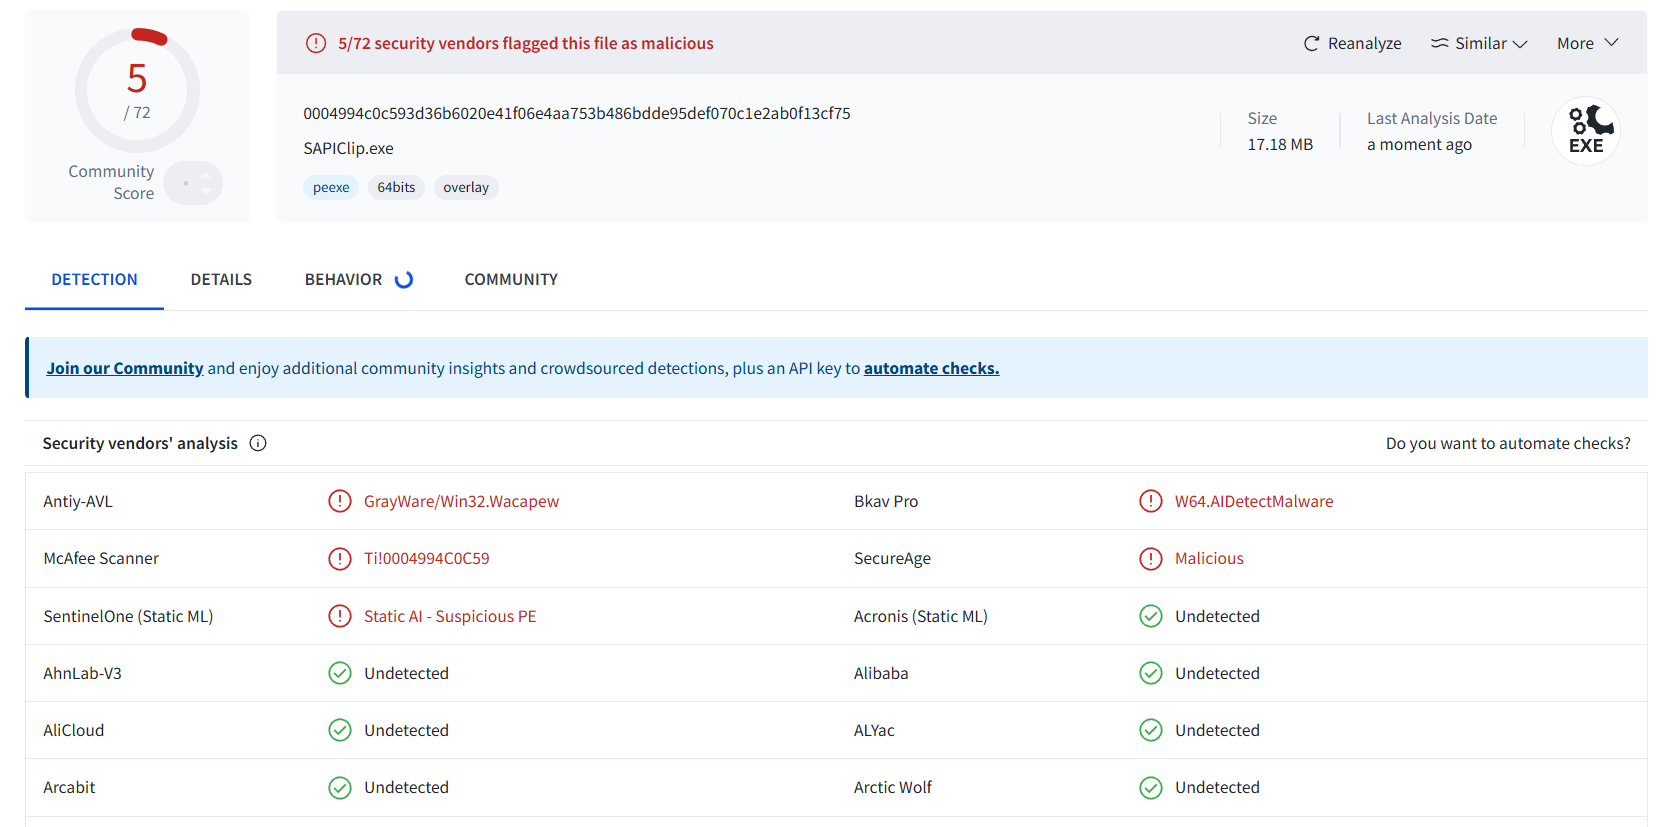 5
/ 72
Community
Score
5/72 security vendors flagged this file as malicious
Reanalyze
Similar
More
0004994c0c593d36b6020e41f06e4aa753b486bdde95def070c1e2ab0f13cf75
SAPIClip.exe
peexe
64bits
overlay
Size
17.18 MB
Last Analysis Date
a moment ago
EXE
DETECTION
DETAILS
BEHAVIOR
COMMUNITY
Join our Community and enjoy additional community insights and crowdsourced detections, plus an API key to automate checks.
Security vendors' analysis
Do you want to automate checks?
Antiy-AVL
GrayWare/Win32.Wacapew
Bkav Pro
W64.AIDetectMalware
McAfee Scanner
Ti!0004994C0C59
SecureAge
Malicious
SentinelOne (Static ML)
Static AI - Suspicious PE
Acronis (Static ML)
Undetected
AhnLab-V3
Undetected
Alibaba
Undetected
AliCloud
Undetected
ALYac
Undetected
Arcabit
Undetected
Arctic Wolf
Undetected